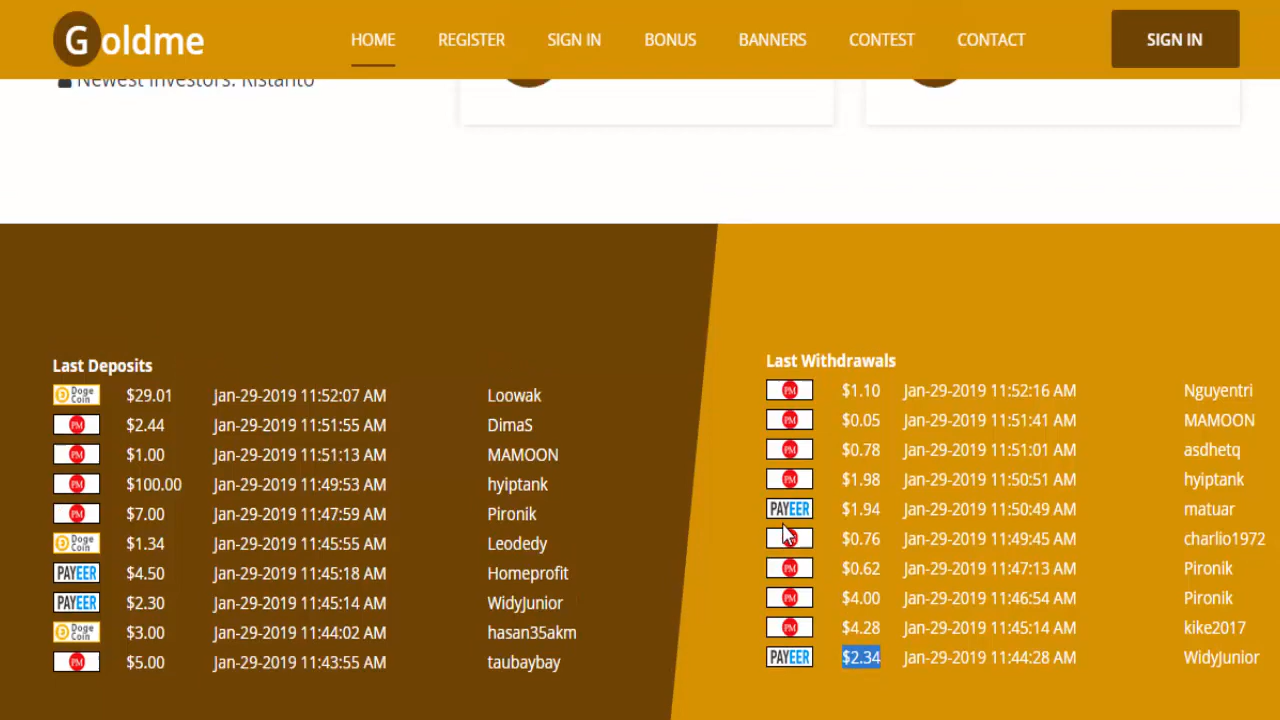 Goldme HOME REGISTER SIGN IN BONUS BANNERS CONTEST CONTACT SIGN IN
Newest Investors: Ristanto
Last Deposits
Doge Coin $29.01 Jan-29-2019 11:52:07 AM Loowak
PM $2.44 Jan-29-2019 11:51:55 AM DimaS
PM $1.00 Jan-29-2019 11:51:13 AM MAMOON
PM $100.00 Jan-29-2019 11:49:53 AM hyiptank
PM $7.00 Jan-29-2019 11:47:59 AM Pironik
Doge Coin $1.34 Jan-29-2019 11:45:55 AM Leodedy
PAYEER $4.50 Jan-29-2019 11:45:18 AM Homeprofit
PAYEER $2.30 Jan-29-2019 11:45:14 AM WidyJunior
Doge Coin $3.00 Jan-29-2019 11:44:02 AM hasan35akm
PM $5.00 Jan-29-2019 11:43:55 AM taubaybay
Last Withdrawals
PM $1.10 Jan-29-2019 11:52:16 AM Nguyentri
PM $0.05 Jan-29-2019 11:51:41 AM MAMOON
PM $0.78 Jan-29-2019 11:51:01 AM asdhetq
PM $1.98 Jan-29-2019 11:50:51 AM hyiptank
PAYEER $1.94 Jan-29-2019 11:50:49 AM matuar
$0.76 Jan-29-2019 11:49:45 AM charlio1972
PM $0.62 Jan-29-2019 11:47:13 AM Pironik
PM $4.00 Jan-29-2019 11:46:54 AM Pironik
PM $4.28 Jan-29-2019 11:45:14 AM kike2017
PAYEER $2.34 Jan-29-2019 11:44:28 AM WidyJunior